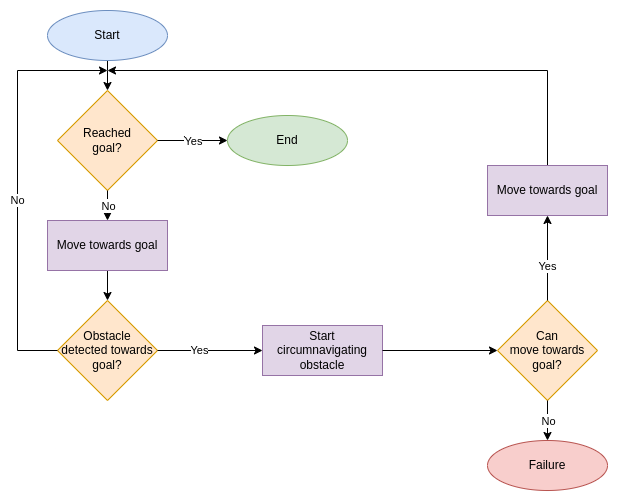 Start
Reached
goal?
Yes
End
No
Move towards goal
Move towards goal
No
Obstacle
detected towards
goal?
Yes
Start
circumnavigating
obstacle
Yes
Can
move towards
goal?
No
Failure